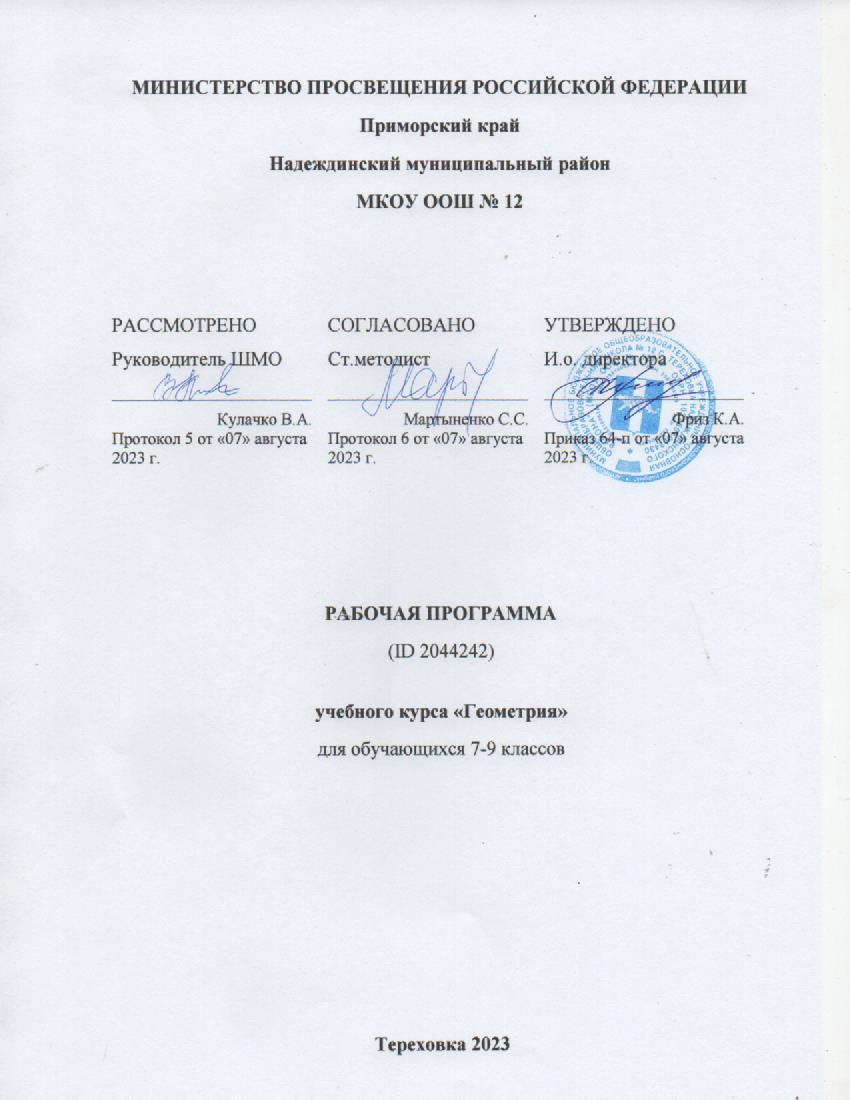 МИНИСТЕРСТВО ПРОСВЕЩЕНИЯ РОССИЙСКОЙ ФЕДЕРАЦИИ
Приморский край
Надеждинский муниципальный район
МКОУ ООШ № 12
РАССМОТРЕНО
Руководитель ШМО
Кулачко В.А.
Протокол 5 от «07» августа
2023 г.
СОГЛАСОВАНО
Ст.методист
Мартыненко С.С.
Протокол 6 от «07» августа
2023 г.
УТВЕРЖДЕНО
И.о. директора
Фриз К.А.
Приказ 64-п от «07» августа
2023 г.
РАБОЧАЯ ПРОГРАММА
(ID 2044242)
учебного курса «Геометрия»
для обучающихся 7-9 классов
Тереховка 2023